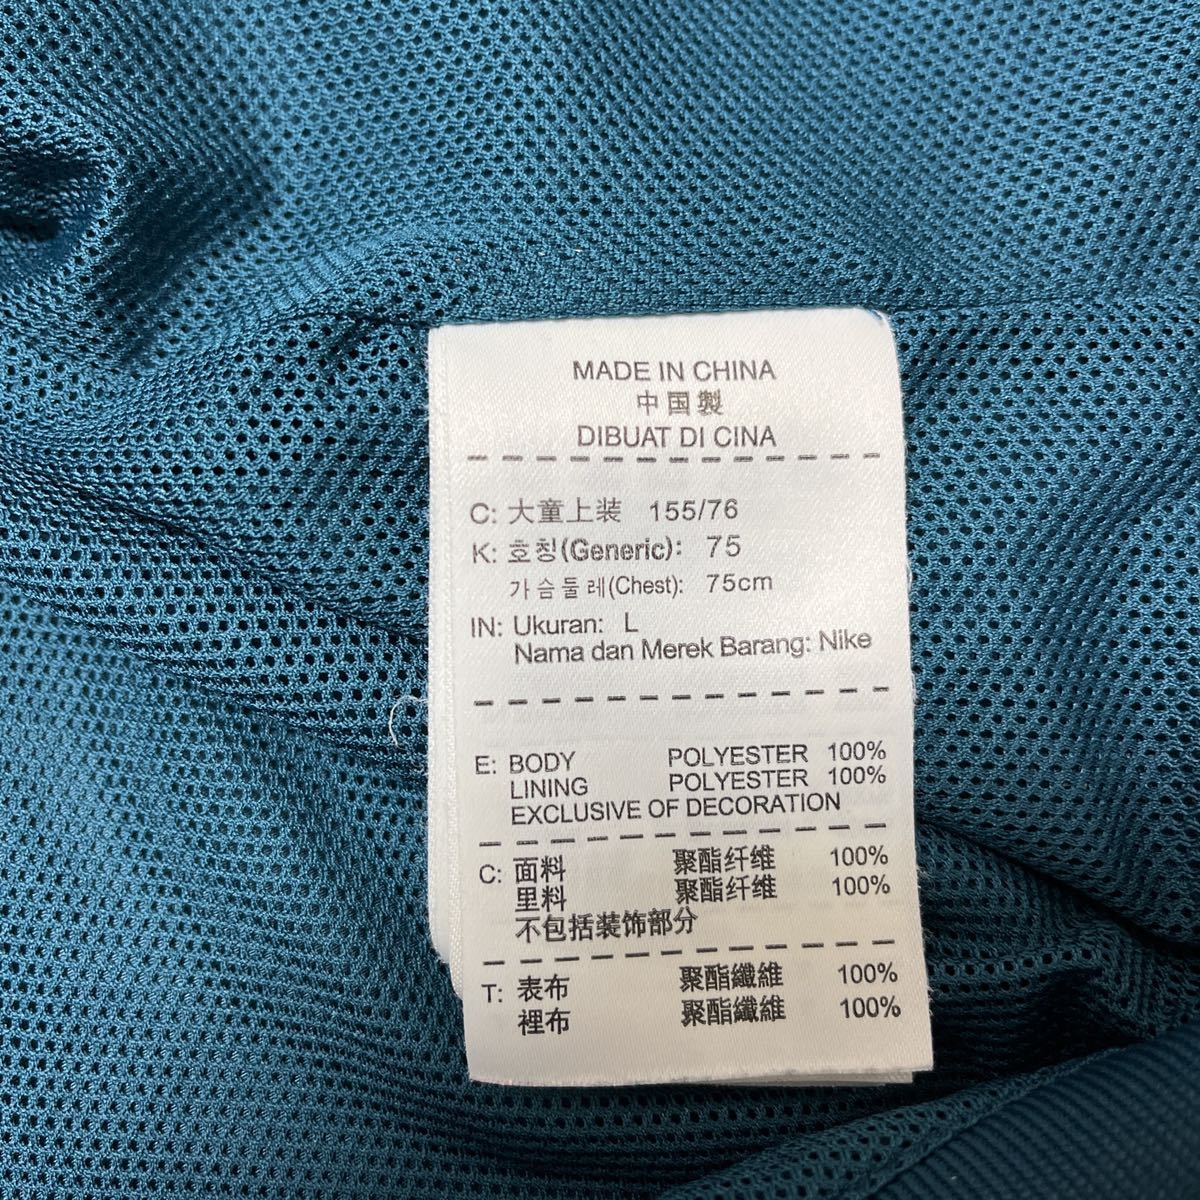 MADE IN CHINA
中国製
DIBUAT DI CINA
C: 大童上装 155/76
K: 호칭(Generic): 75
가슴둘레(Chest): 75cm
IN: Ukuran: L
Nama dan Merek Barang: Nike
E: BODY POLYESTER 100%
LINING POLYESTER 100%
EXCLUSIVE OF DECORATION
C: 面料 聚酯纤维 100%
里料 聚酯纤维 100%
不包括装饰部分
T: 表布 聚酯纖維 100%
裡布 聚酯纖維 100%